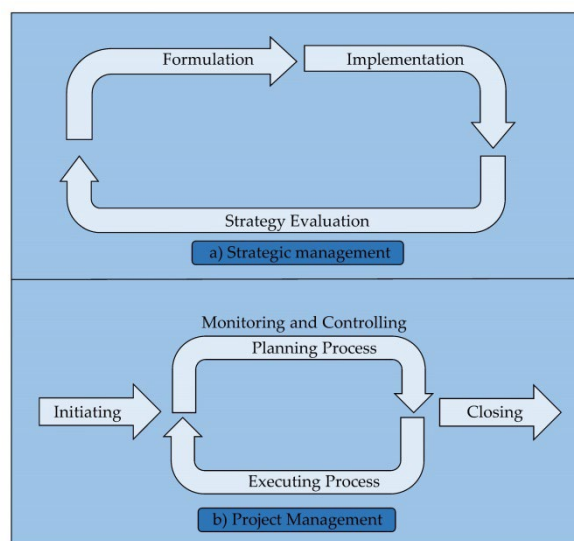 Formulation
Implementation
Strategy Evaluation
a) Strategic management
Monitoring and Controlling
Planning Process
Initiating
Closing
Executing Process
b) Project Management